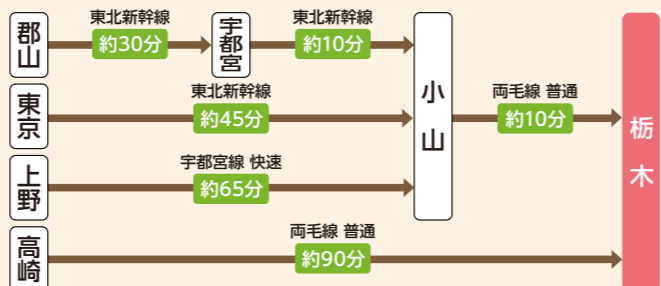 東北新幹線
東北新幹線
郡山
約30分
宇都宮
約10分
東北新幹線
東京
約45分
小山
両毛線 普通
約10分
栃木
宇都宮線 快速
上野
約65分
両毛線 普通
高崎
約90分